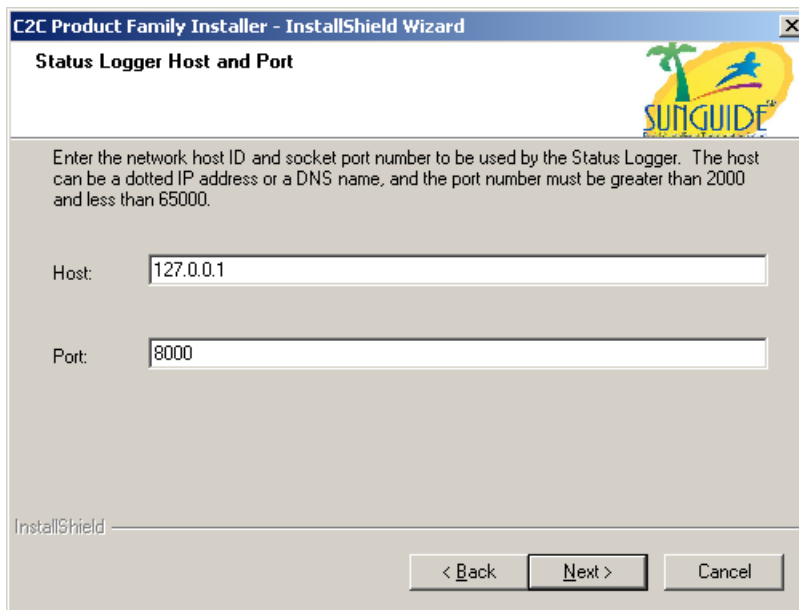 C2C Product Family Installer - InstallShield Wizard
Status Logger Host and Port
SUNGUIDE
SM
Enter the network host ID and socket port number to be used by the Status Logger. The host
can be a dotted IP address or a DNS name, and the port number must be greater than 2000
and less than 65000.
Host: 127.0.0.1
Port: 8000
InstallShield
< Back Next > Cancel